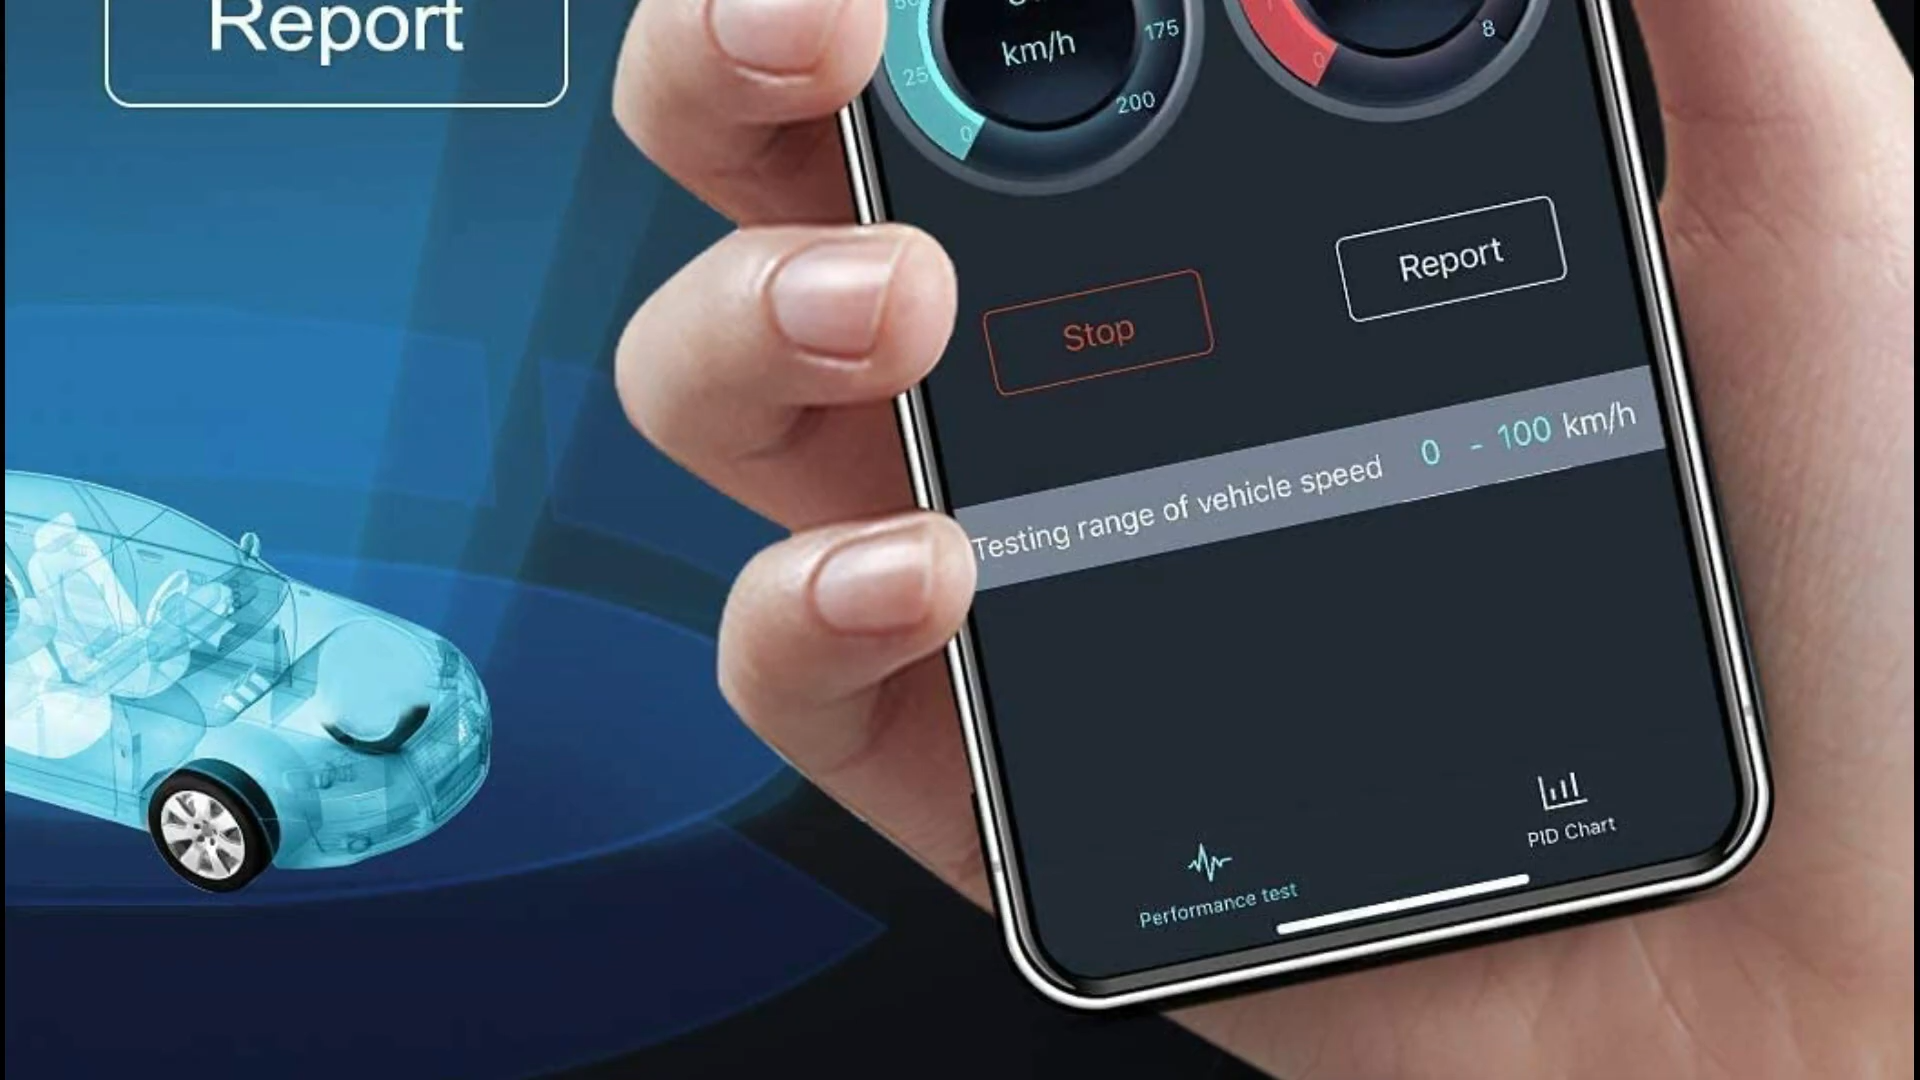 Report
50
km/h
25
0
175
200
0
8
Report
Stop
Testing range of vehicle speed 0 - 100 km/h
PID Chart
Performance test